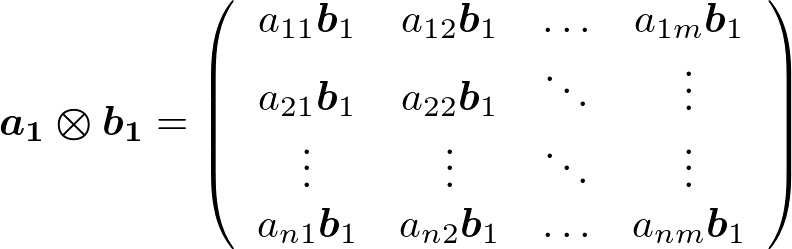 a₁ ⊗ b₁ = ( a₁₁b₁ a₁₂b₁ … a₁ₘb₁
a₂₁b₁ a₂₂b₁ ⋱ ⋮
⋮ ⋮ ⋱ ⋮
aₙ₁b₁ aₙ₂b₁ … aₙₘb₁ )